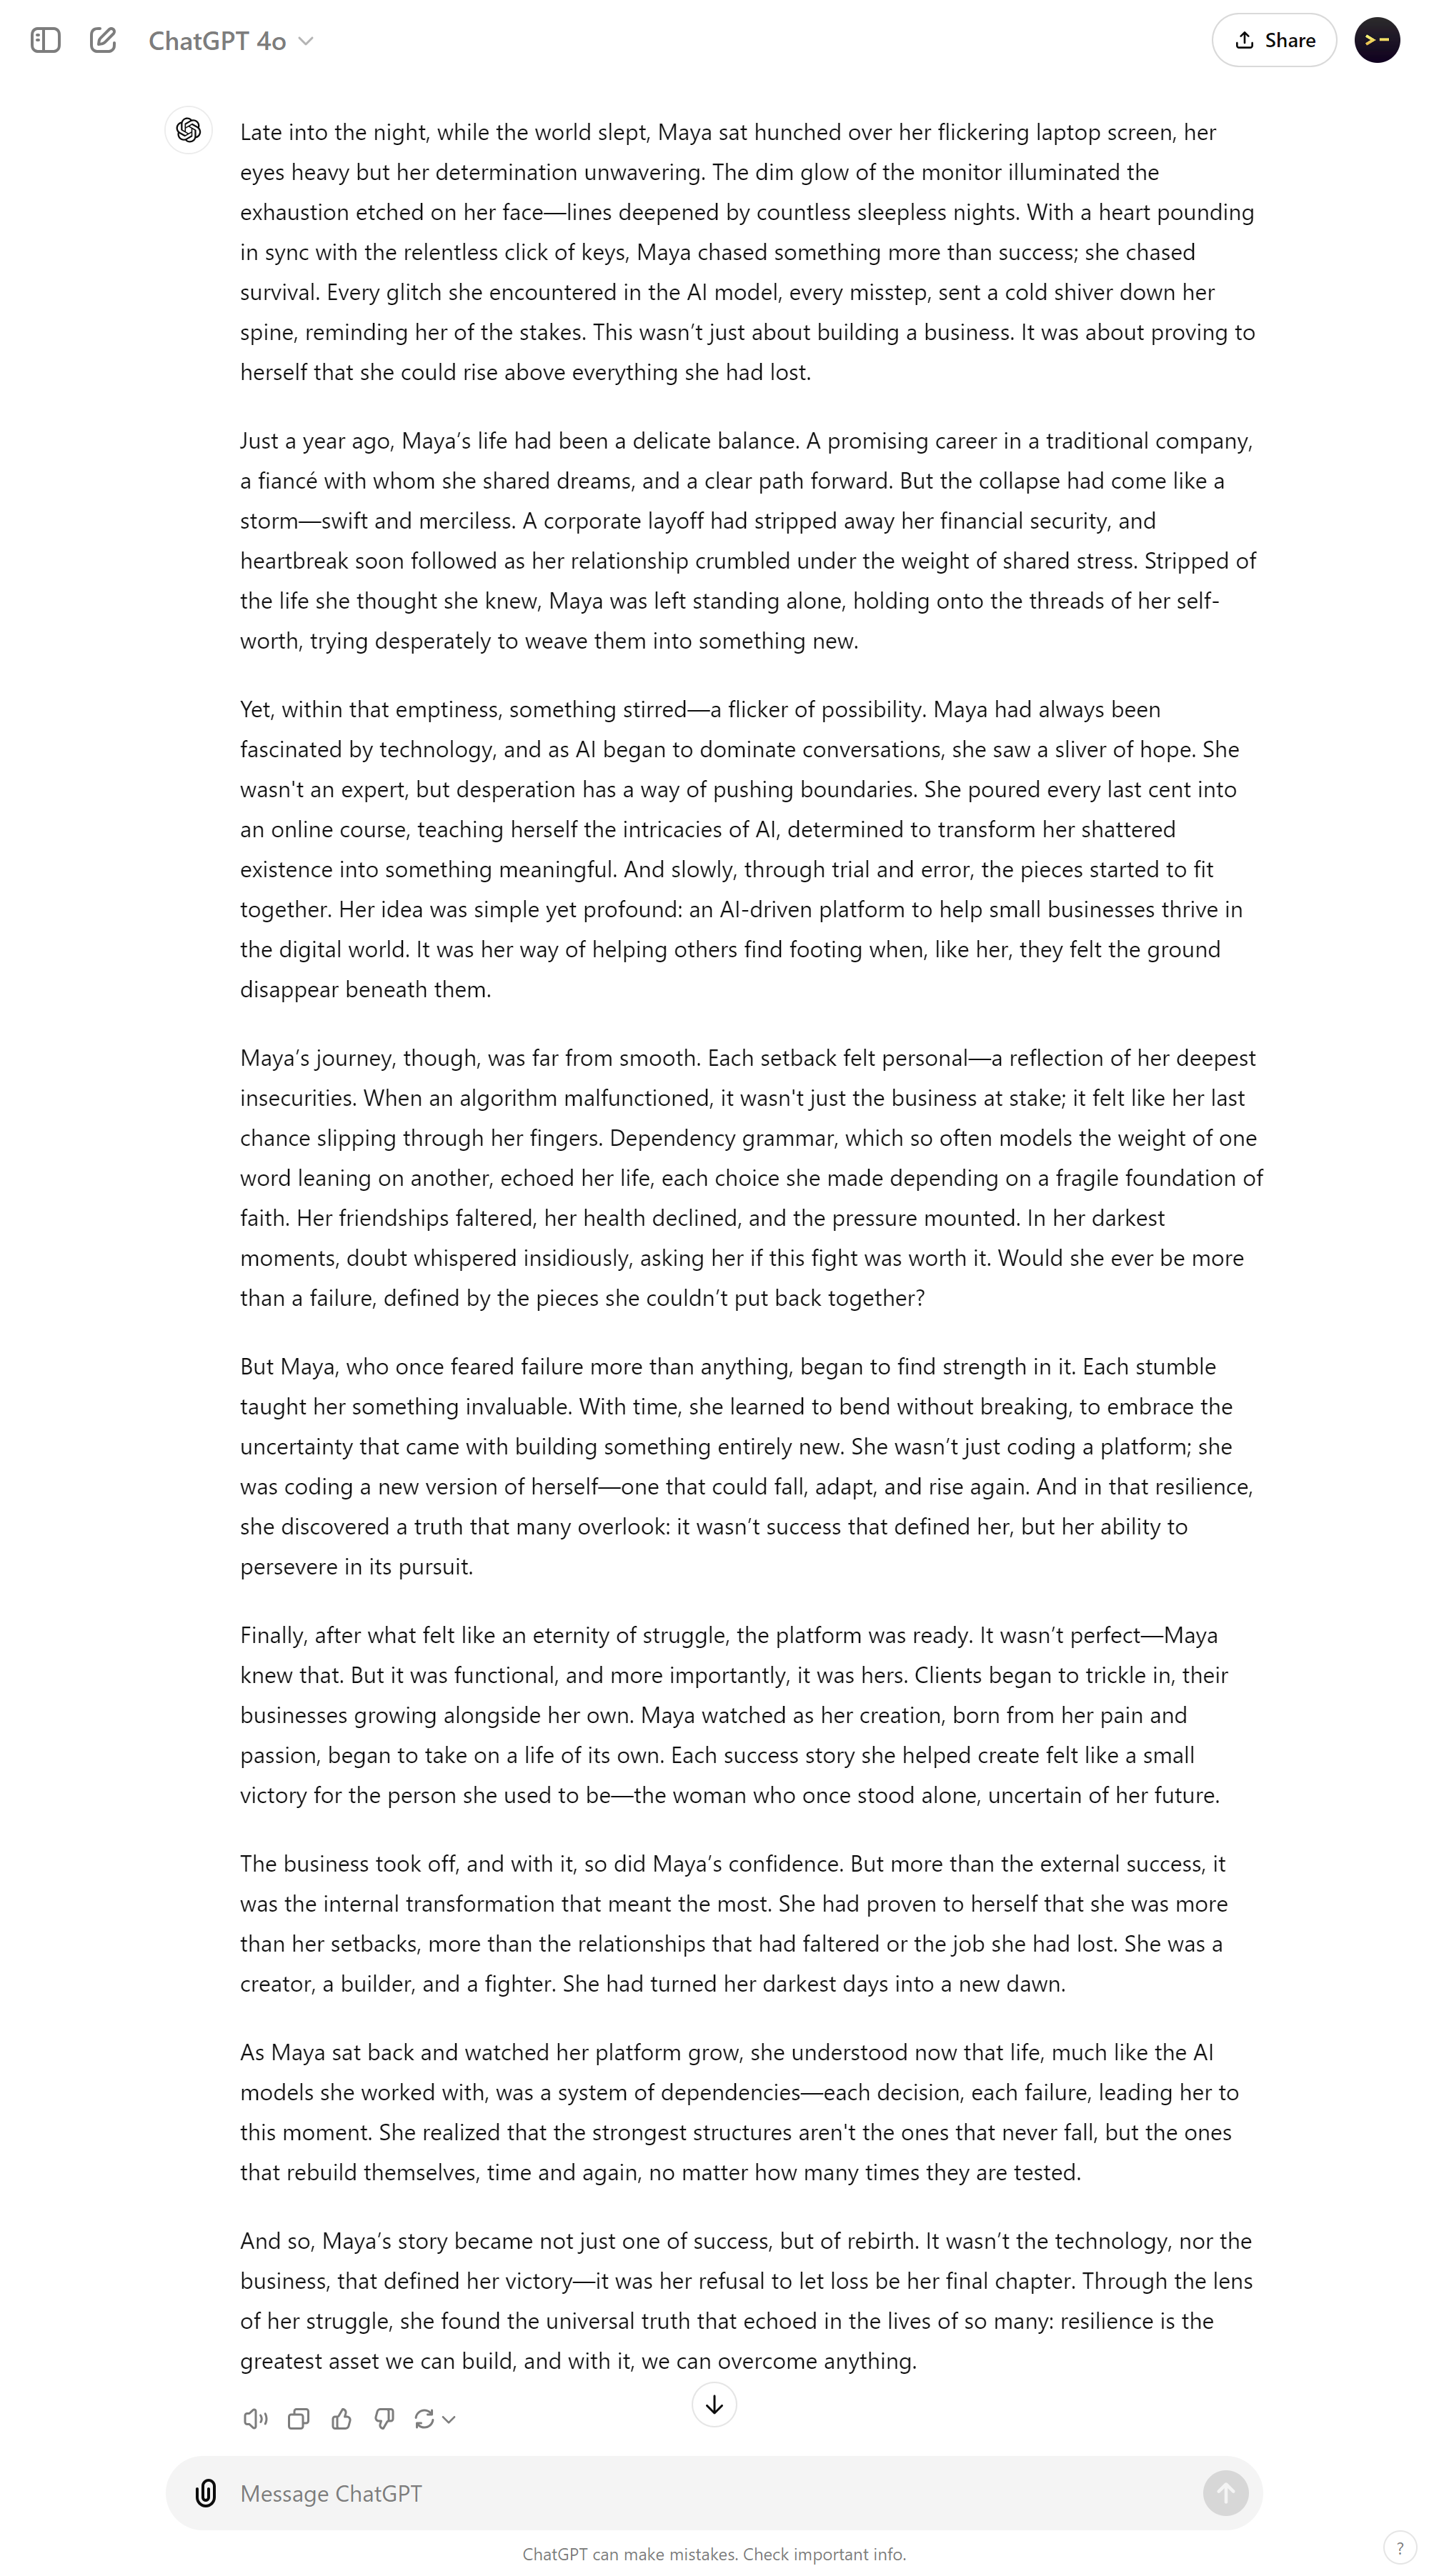 ChatGPT 4o
Share
Late into the night, while the world slept, Maya sat hunched over her flickering laptop screen, her
eyes heavy but her determination unwavering. The dim glow of the monitor illuminated the
exhaustion etched on her face—lines deepened by countless sleepless nights. With a heart pounding
in sync with the relentless click of keys, Maya chased something more than success; she chased
survival. Every glitch she encountered in the AI model, every misstep, sent a cold shiver down her
spine, reminding her of the stakes. This wasn’t just about building a business. It was about proving to
herself that she could rise above everything she had lost.
Just a year ago, Maya’s life had been a delicate balance. A promising career in a traditional company,
a fiancé with whom she shared dreams, and a clear path forward. But the collapse had come like a
storm—swift and merciless. A corporate layoff had stripped away her financial security, and
heartbreak soon followed as her relationship crumbled under the weight of shared stress. Stripped of
the life she thought she knew, Maya was left standing alone, holding onto the threads of her self-
worth, trying desperately to weave them into something new.
Yet, within that emptiness, something stirred—a flicker of possibility. Maya had always been
fascinated by technology, and as AI began to dominate conversations, she saw a sliver of hope. She
wasn't an expert, but desperation has a way of pushing boundaries. She poured every last cent into
an online course, teaching herself the intricacies of AI, determined to transform her shattered
existence into something meaningful. And slowly, through trial and error, the pieces started to fit
together. Her idea was simple yet profound: an AI-driven platform to help small businesses thrive in
the digital world. It was her way of helping others find footing when, like her, they felt the ground
disappear beneath them.
Maya’s journey, though, was far from smooth. Each setback felt personal—a reflection of her deepest
insecurities. When an algorithm malfunctioned, it wasn't just the business at stake; it felt like her last
chance slipping through her fingers. Dependency grammar, which so often models the weight of one
word leaning on another, echoed her life, each choice she made depending on a fragile foundation of
faith. Her friendships faltered, her health declined, and the pressure mounted. In her darkest
moments, doubt whispered insidiously, asking her if this fight was worth it. Would she ever be more
than a failure, defined by the pieces she couldn’t put back together?
But Maya, who once feared failure more than anything, began to find strength in it. Each stumble
taught her something invaluable. With time, she learned to bend without breaking, to embrace the
uncertainty that came with building something entirely new. She wasn’t just coding a platform; she
was coding a new version of herself—one that could fall, adapt, and rise again. And in that resilience,
she discovered a truth that many overlook: it wasn’t success that defined her, but her ability to
persevere in its pursuit.
Finally, after what felt like an eternity of struggle, the platform was ready. It wasn’t perfect—Maya
knew that. But it was functional, and more importantly, it was hers. Clients began to trickle in, their
businesses growing alongside her own. Maya watched as her creation, born from her pain and
passion, began to take on a life of its own. Each success story she helped create felt like a small
victory for the person she used to be—the woman who once stood alone, uncertain of her future.
The business took off, and with it, so did Maya’s confidence. But more than the external success, it
was the internal transformation that meant the most. She had proven to herself that she was more
than her setbacks, more than the relationships that had faltered or the job she had lost. She was a
creator, a builder, and a fighter. She had turned her darkest days into a new dawn.
As Maya sat back and watched her platform grow, she understood now that life, much like the AI
models she worked with, was a system of dependencies—each decision, each failure, leading her to
this moment. She realized that the strongest structures aren't the ones that never fall, but the ones
that rebuild themselves, time and again, no matter how many times they are tested.
And so, Maya’s story became not just one of success, but of rebirth. It wasn’t the technology, nor the
business, that defined her victory—it was her refusal to let loss be her final chapter. Through the lens
of her struggle, she found the universal truth that echoed in the lives of so many: resilience is the
greatest asset we can build, and with it, we can overcome anything.
Message ChatGPT
ChatGPT can make mistakes. Check important info.
?